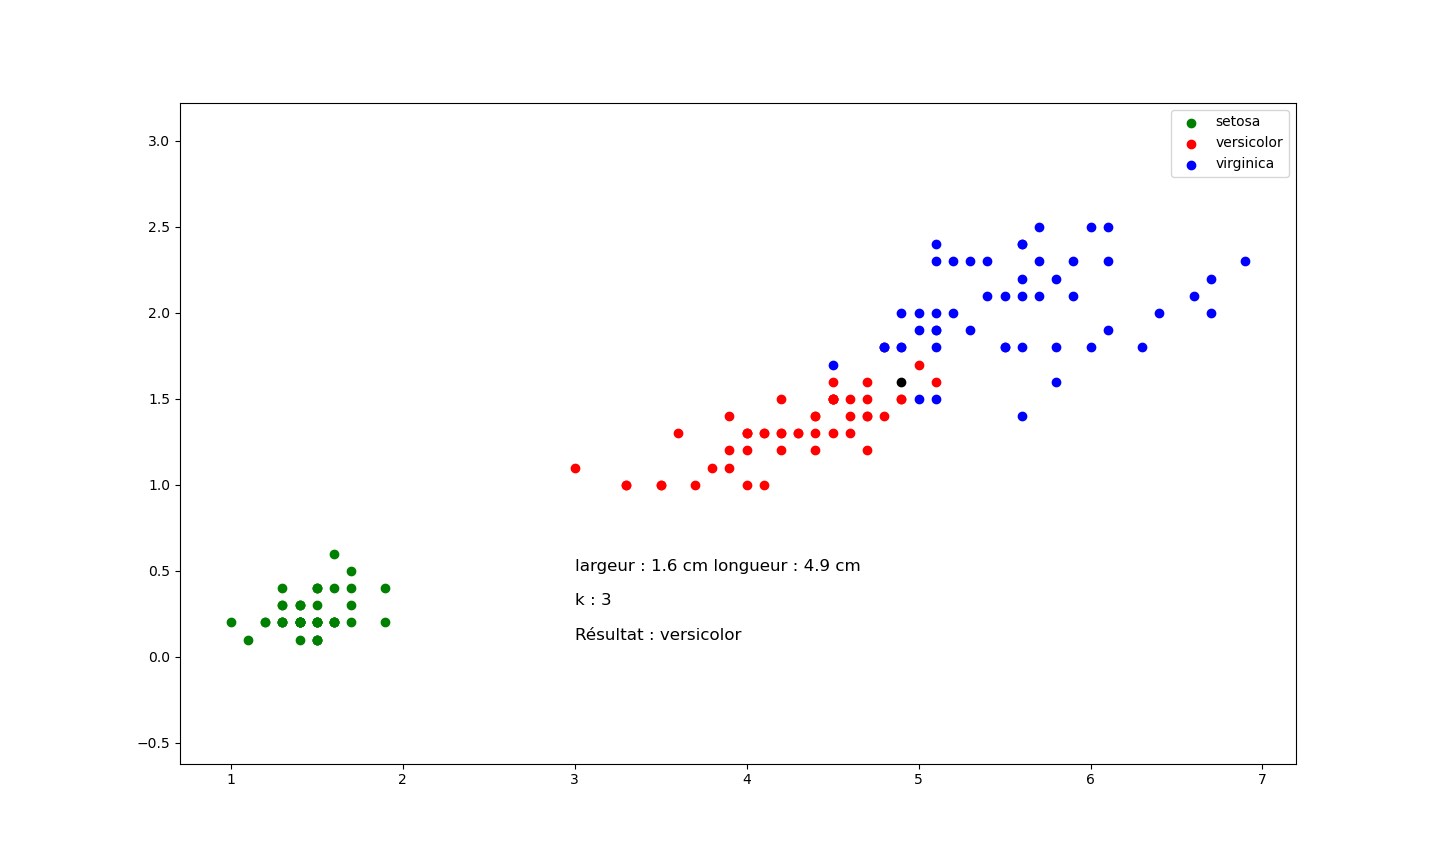 setosa
versicolor
virginica
3.0
2.5
2.0
1.5
1.0
0.5
0.0
−0.5
largeur : 1.6 cm longueur : 4.9 cm
k : 3
Résultat : versicolor
1 2 3 4 5 6 7